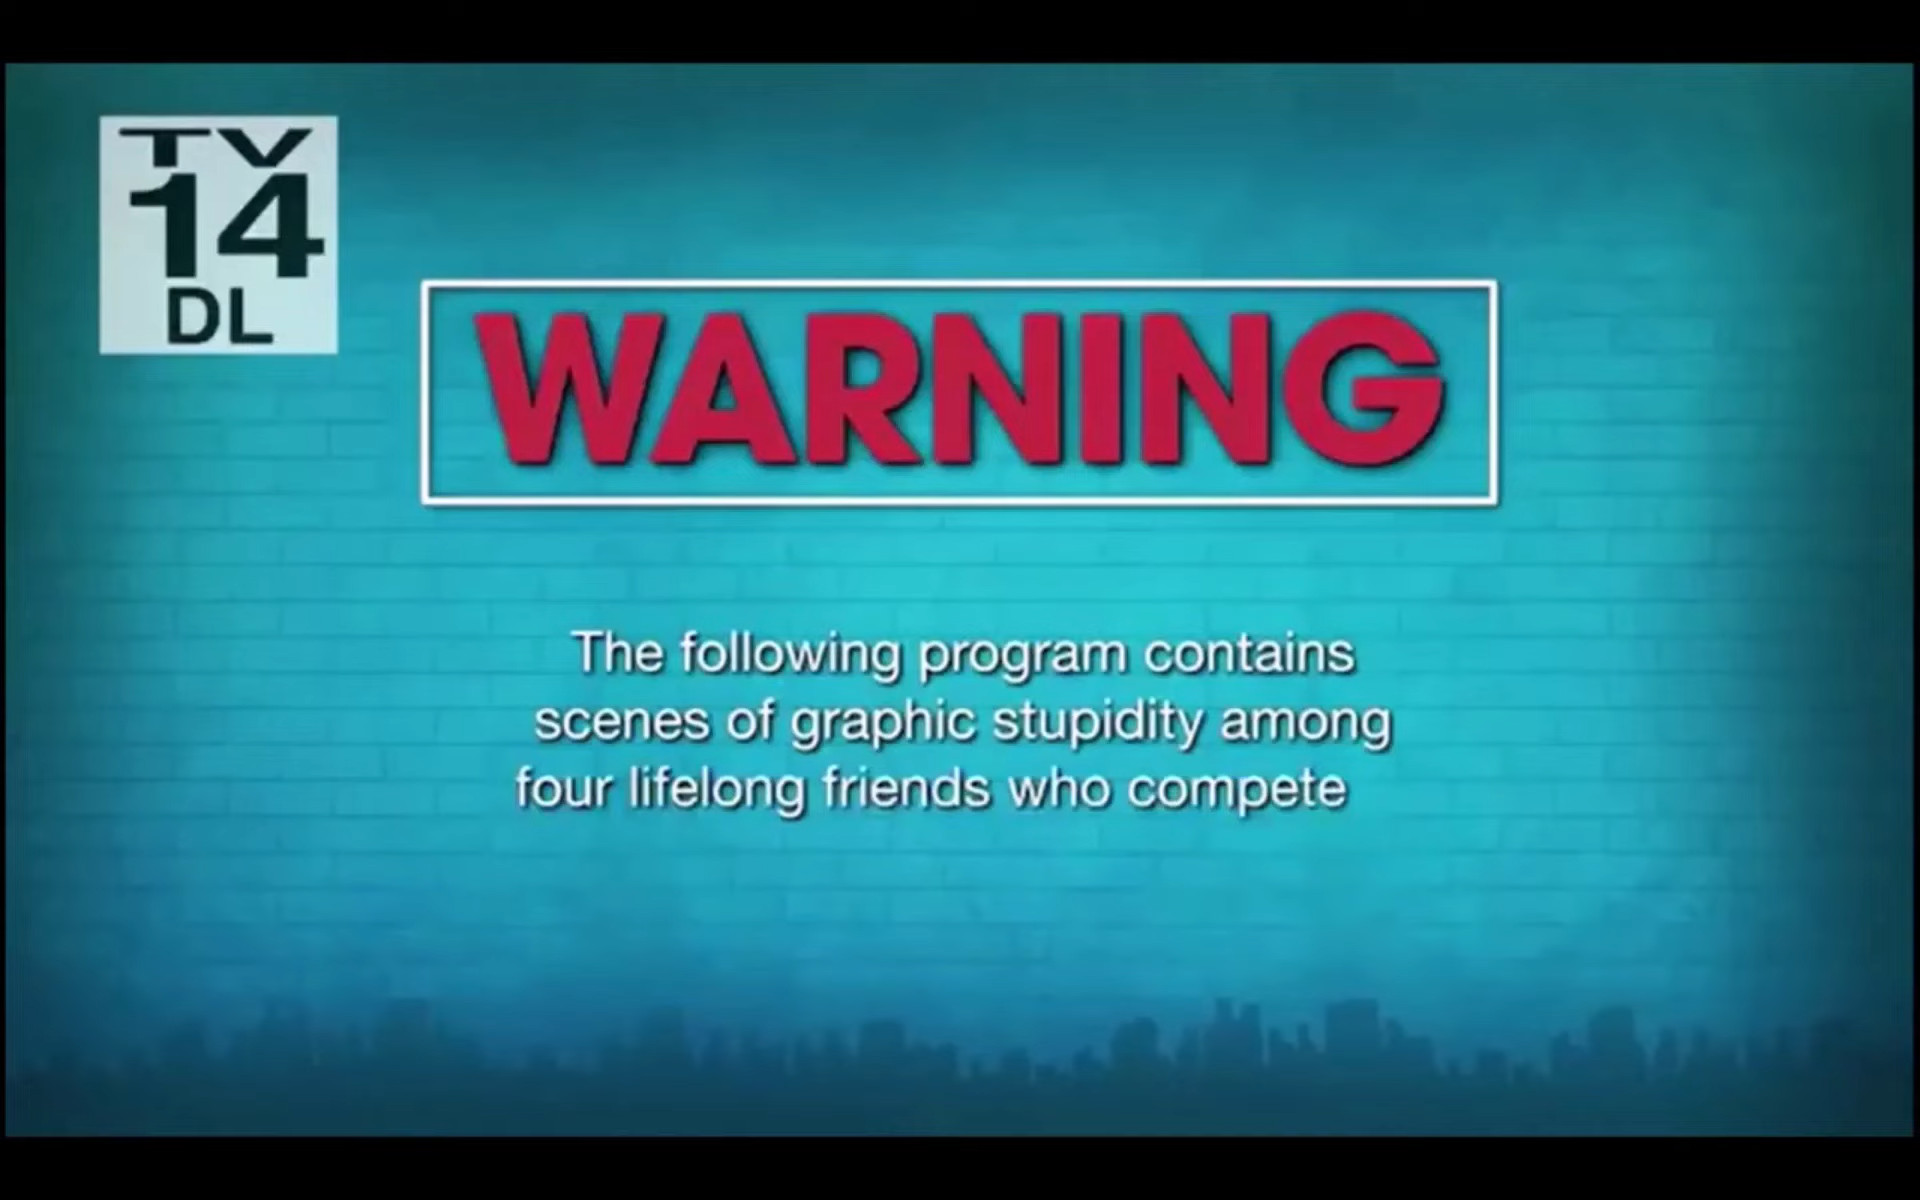 TV
14
DL
WARNING
The following program contains
scenes of graphic stupidity among
four lifelong friends who compete